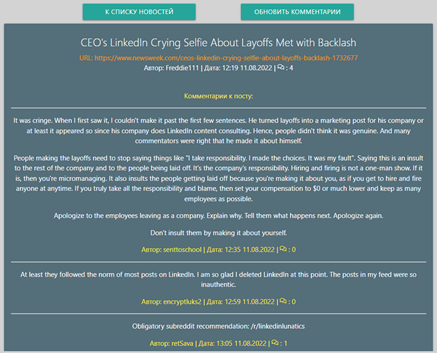 К СПИСКУ НОВОСТЕЙ
ОБНОВИТЬ КОММЕНТАРИИ
CEO's LinkedIn Crying Selfie About Layoffs Met with Backlash
URL: https://www.newsweek.com/ceos-linkedin-crying-selfie-about-layoffs-backlash-1732677
Автор: Freddie111 | Дата: 12:19 11.08.2022 | : 4
Комментарии к посту:
It was cringe. When I first saw it, I couldn't make it past the first few sentences. He turned layoffs into a marketing post for his company or
at least it appeared so since his company does LinkedIn content consulting. Hence, people didn't think it was genuine. And many
commentators were right that he made it about himself.
People making the layoffs need to stop saying things like "I take responsibility. I made the choices. It was my fault". Saying this is an insult
to the rest of the company and to the people being laid off. It's the company's responsibility. Hiring and firing is not a one-man show. If it
is, then you're micromanaging. It also insults the people getting laid off because you're making it about you, as if you get to hire and fire
anyone at anytime. If you truly take all the responsibility and blame, then set your compensation to $0 or much lower and keep as many
employees as possible.
Apologize to the employees leaving as a company. Explain why. Tell them what happens next. Apologize again.
Don't insult them by making it about yourself.
Автор: senttoschool | Дата: 12:35 11.08.2022 | : 0
At least they followed the norm of most posts on LinkedIn. I am so glad I deleted LinkedIn at this point. The posts in my feed were so
inauthentic.
Автор: encryptluks2 | Дата: 12:59 11.08.2022 | : 0
Obligatory subreddit recommendation: /r/linkedinlunatics
Автор: retSava | Дата: 13:05 11.08.2022 | : 1